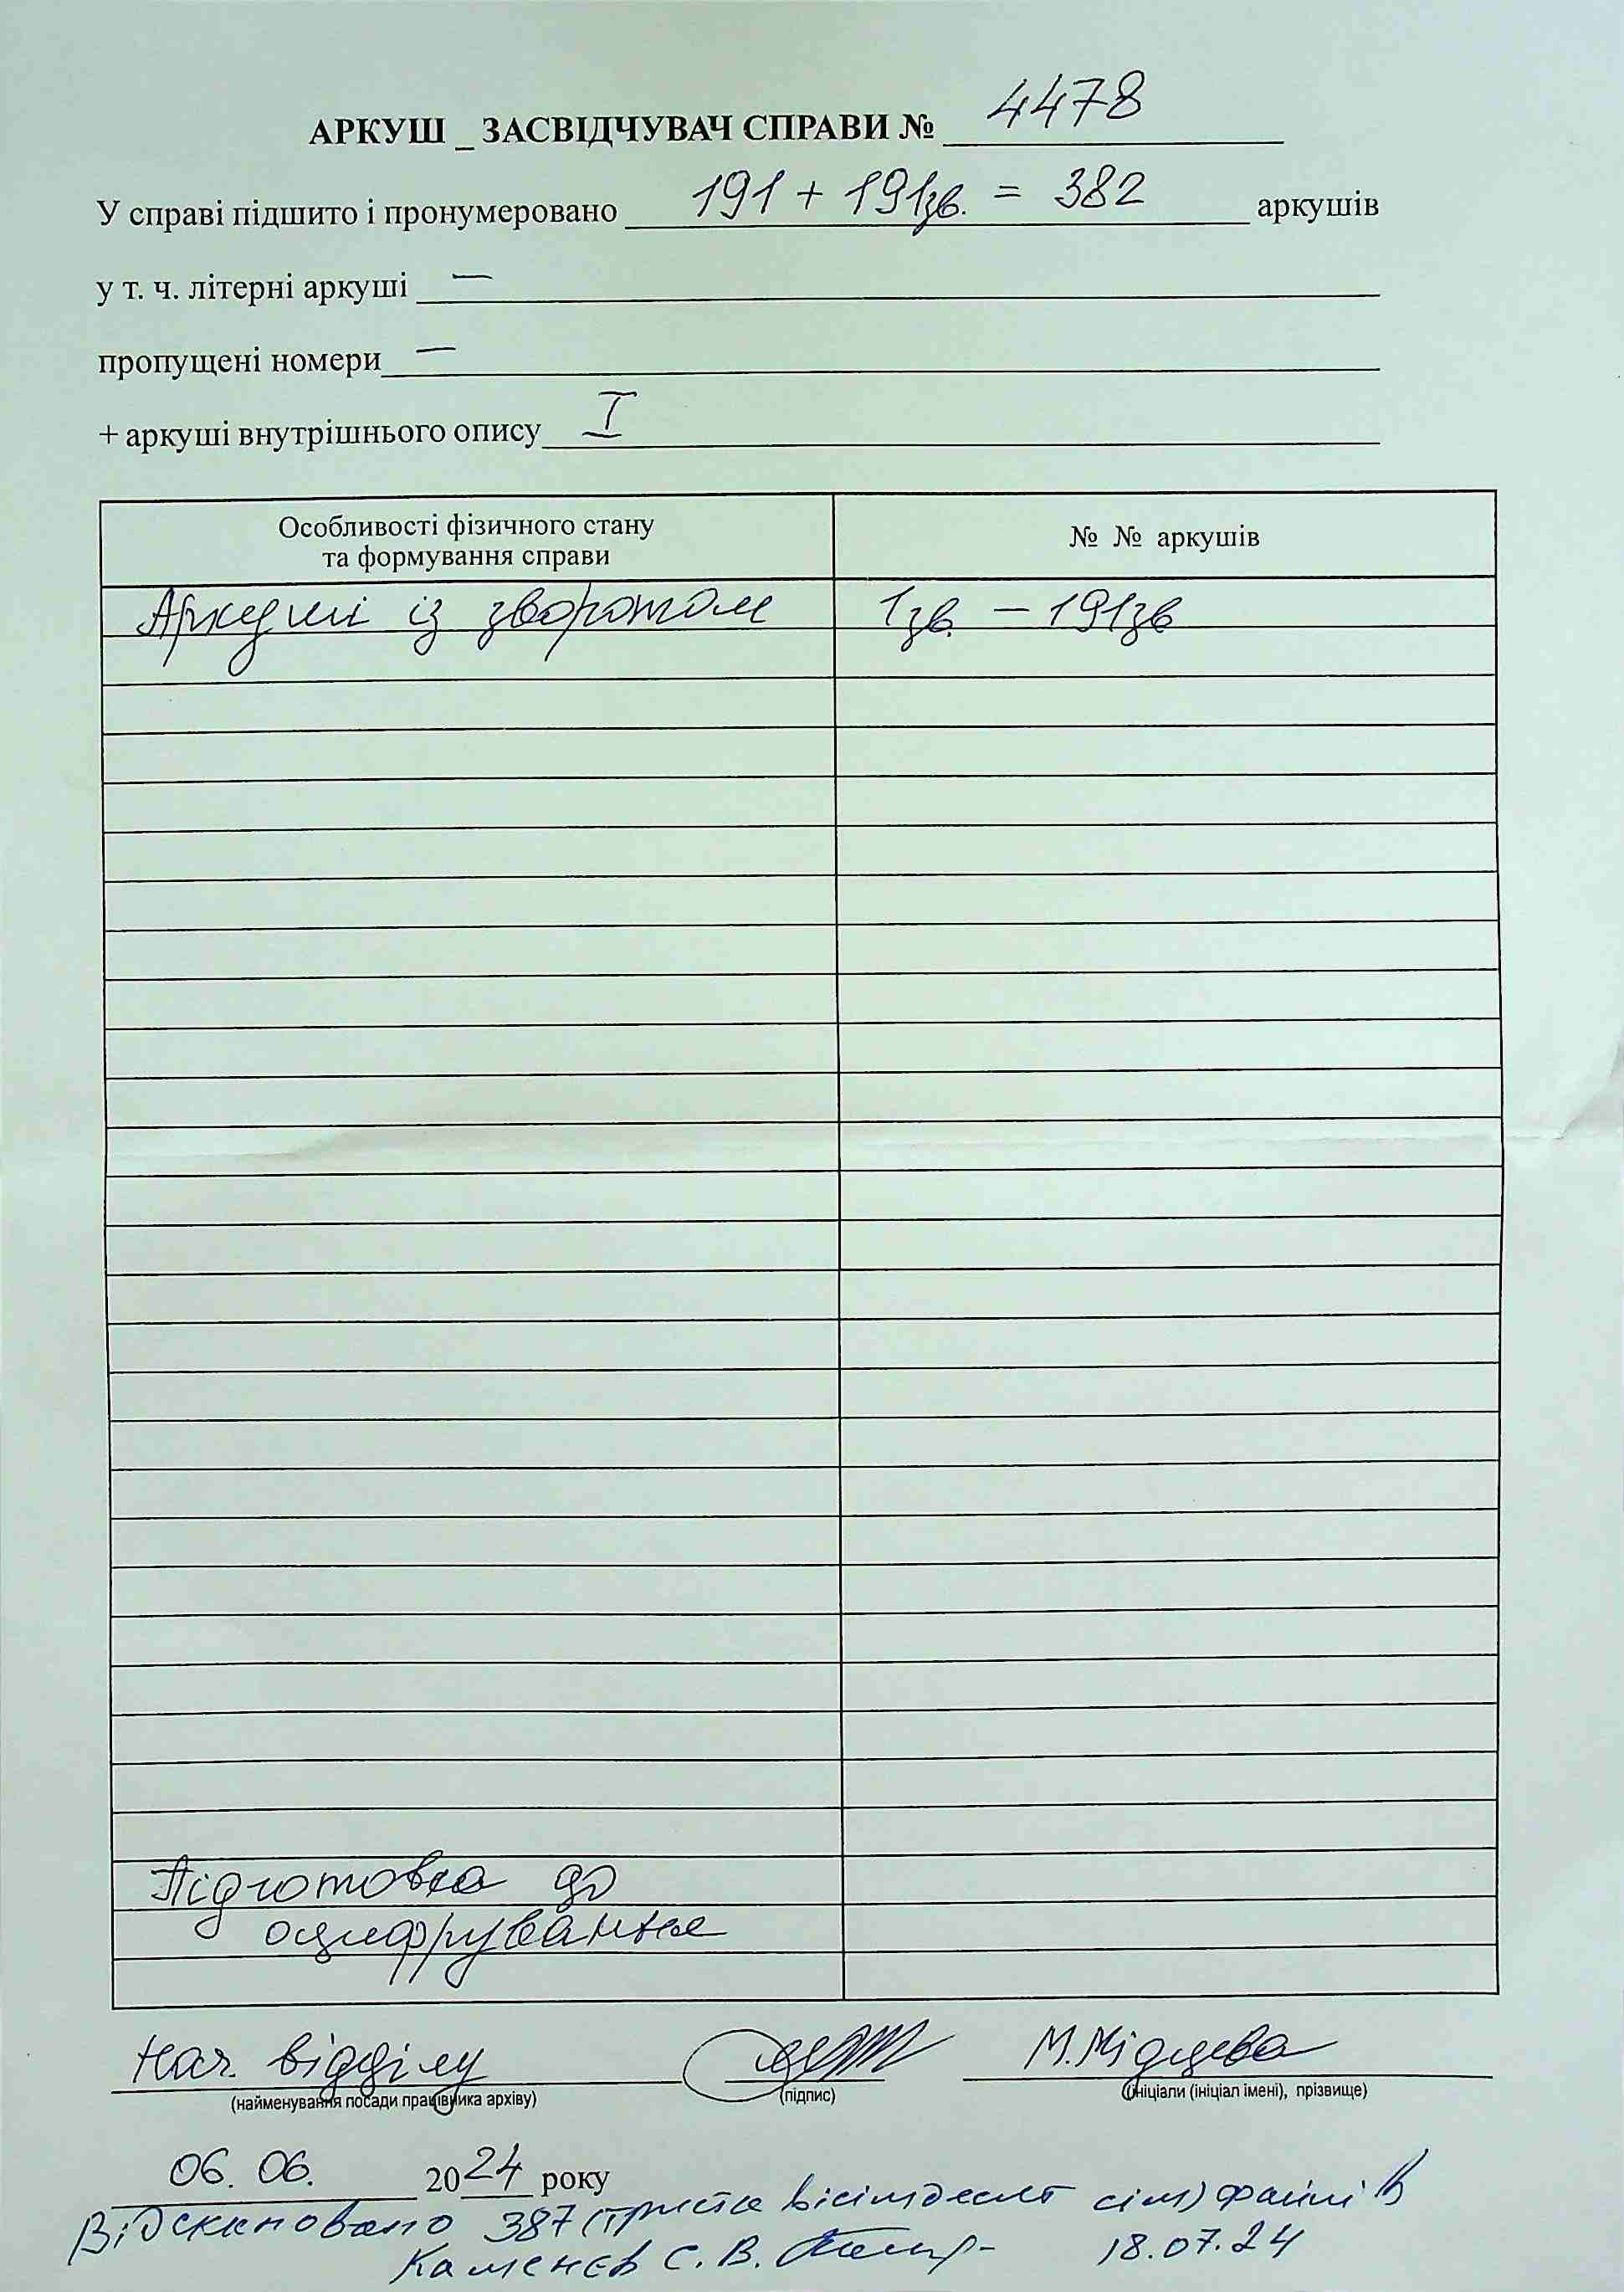 АРКУШ _ ЗАСВІДЧУВАЧ СПРАВИ № 4478
У справі підшито і пронумеровано 191 + 191зв. = 382 аркушів
у т. ч. літерні аркуші —
пропущені номери —
+ аркуші внутрішнього опису I
Особливості фізичного стану
та формування справи
№ № аркушів
Аркуші із зворотом 1зв. – 191зв
Підготовка до
оцифрування
Нач. відділу М.Мідцева
(найменування посади працівника архіву) (підпис) (ініціали (ініціал імені), прізвище)
06. 06. 2024 року
Відскановано 387 (триста вісімдесят сім) файлів
Каменєв С. В. 18.07.24